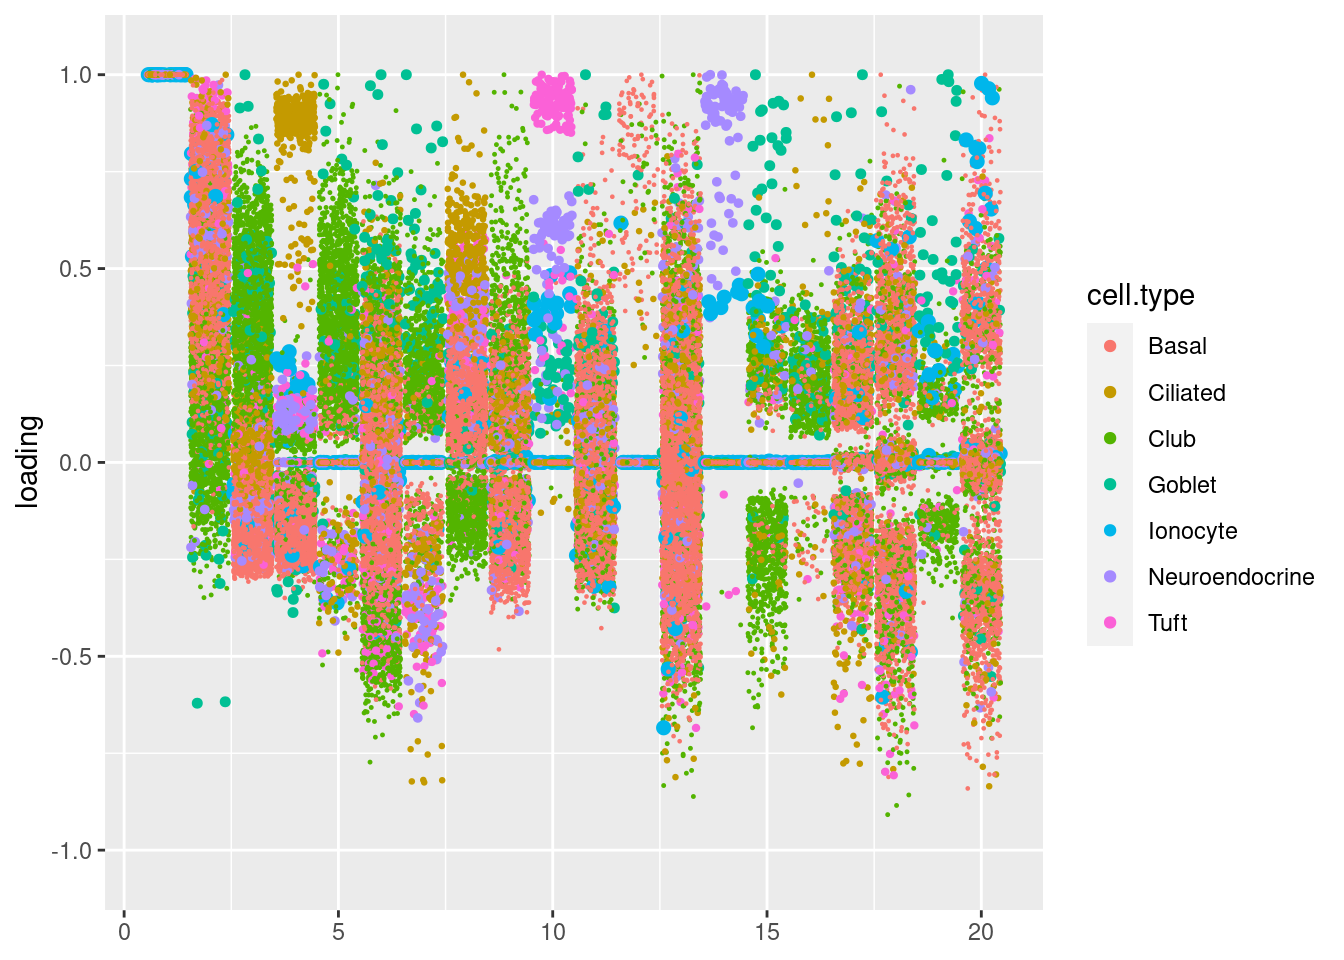 1.0
0.5
0.0
-0.5
-1.0
loading
0
5
10
15
20
cell.type
Basal
Ciliated
Club
Goblet
Ionocyte
Neuroendocrine
Tuft